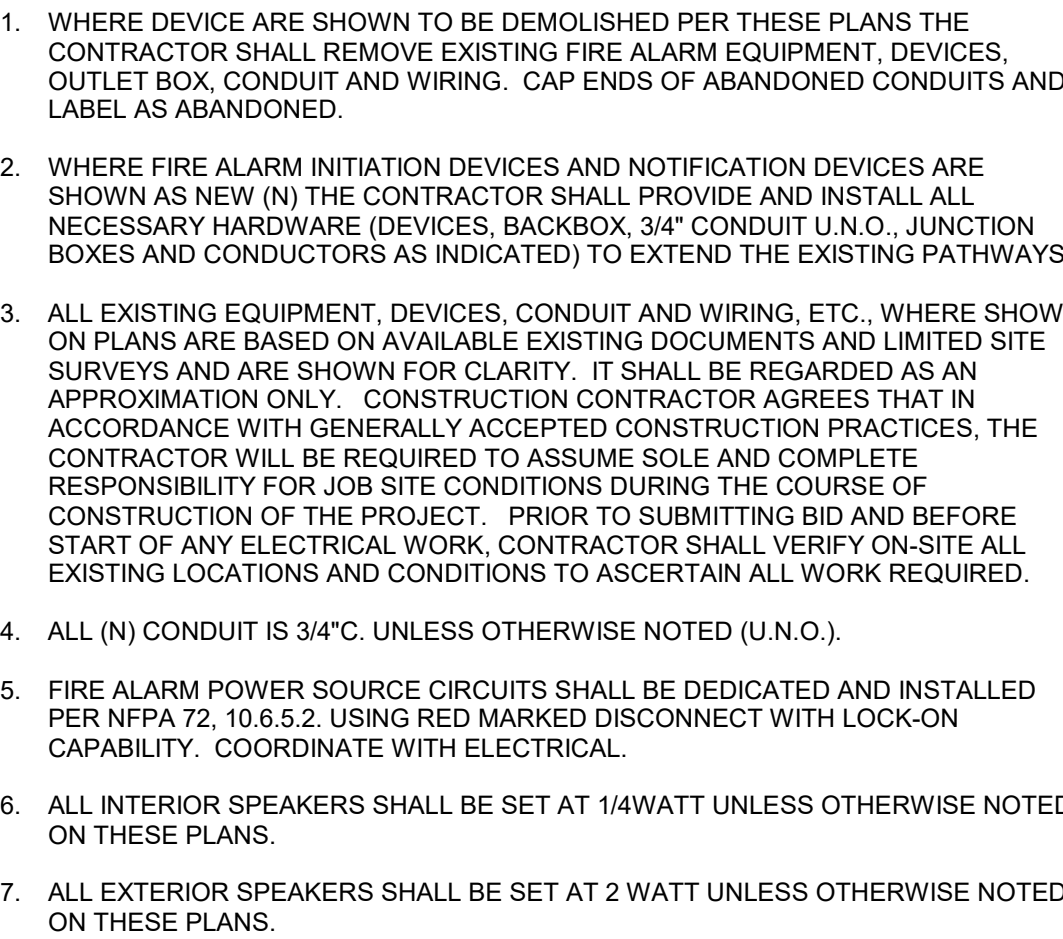 1. WHERE DEVICE ARE SHOWN TO BE DEMOLISHED PER THESE PLANS THE
CONTRACTOR SHALL REMOVE EXISTING FIRE ALARM EQUIPMENT, DEVICES,
OUTLET BOX, CONDUIT AND WIRING. CAP ENDS OF ABANDONED CONDUITS AND
LABEL AS ABANDONED.
2. WHERE FIRE ALARM INITIATION DEVICES AND NOTIFICATION DEVICES ARE
SHOWN AS NEW (N) THE CONTRACTOR SHALL PROVIDE AND INSTALL ALL
NECESSARY HARDWARE (DEVICES, BACKBOX, 3/4" CONDUIT U.N.O., JUNCTION
BOXES AND CONDUCTORS AS INDICATED) TO EXTEND THE EXISTING PATHWAYS
3. ALL EXISTING EQUIPMENT, DEVICES, CONDUIT AND WIRING, ETC., WHERE SHOW
ON PLANS ARE BASED ON AVAILABLE EXISTING DOCUMENTS AND LIMITED SITE
SURVEYS AND ARE SHOWN FOR CLARITY. IT SHALL BE REGARDED AS AN
APPROXIMATION ONLY. CONSTRUCTION CONTRACTOR AGREES THAT IN
ACCORDANCE WITH GENERALLY ACCEPTED CONSTRUCTION PRACTICES, THE
CONTRACTOR WILL BE REQUIRED TO ASSUME SOLE AND COMPLETE
RESPONSIBILITY FOR JOB SITE CONDITIONS DURING THE COURSE OF
CONSTRUCTION OF THE PROJECT. PRIOR TO SUBMITTING BID AND BEFORE
START OF ANY ELECTRICAL WORK, CONTRACTOR SHALL VERIFY ON-SITE ALL
EXISTING LOCATIONS AND CONDITIONS TO ASCERTAIN ALL WORK REQUIRED.
4. ALL (N) CONDUIT IS 3/4"C. UNLESS OTHERWISE NOTED (U.N.O.).
5. FIRE ALARM POWER SOURCE CIRCUITS SHALL BE DEDICATED AND INSTALLED
PER NFPA 72, 10.6.5.2. USING RED MARKED DISCONNECT WITH LOCK-ON
CAPABILITY. COORDINATE WITH ELECTRICAL.
6. ALL INTERIOR SPEAKERS SHALL BE SET AT 1/4WATT UNLESS OTHERWISE NOTED
ON THESE PLANS.
7. ALL EXTERIOR SPEAKERS SHALL BE SET AT 2 WATT UNLESS OTHERWISE NOTED
ON THESE PLANS.